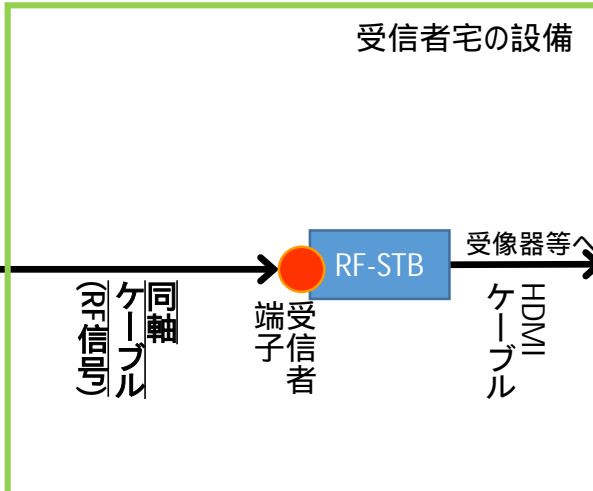 受信者宅の設備
RF-STB
受像器等へ
同軸
ケーブル
(RF信号)
受信者
端子
HDMI
ケーブル